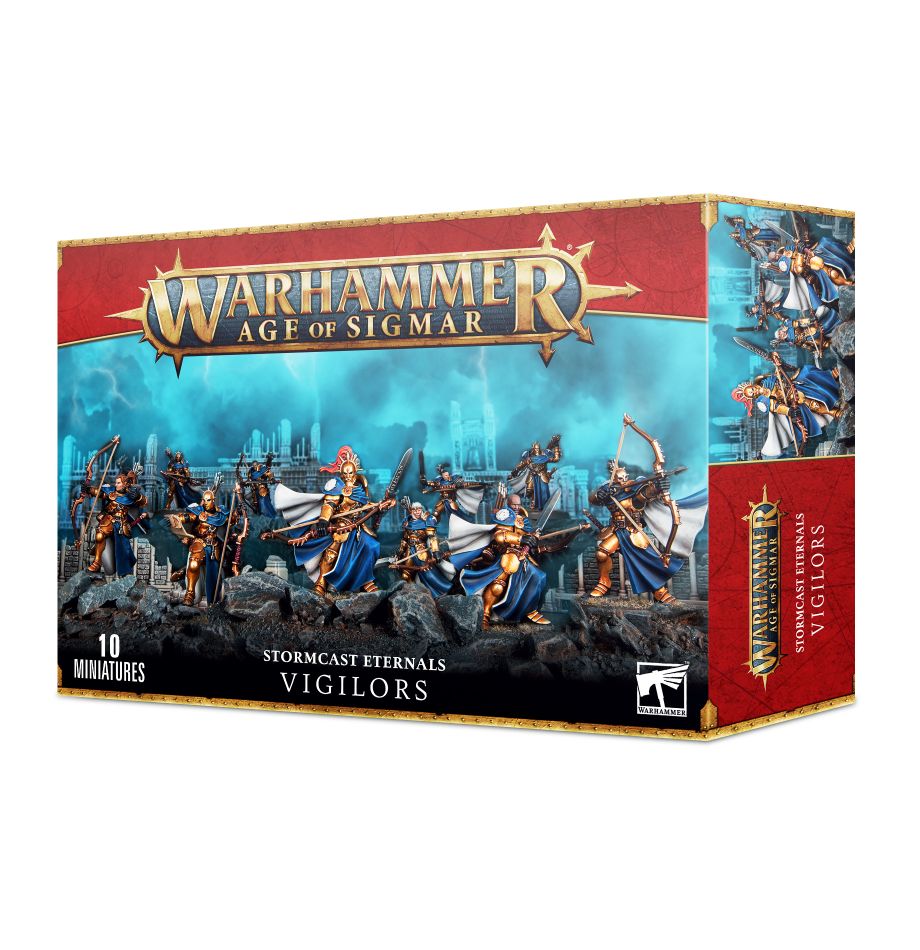 WARHAMMER®
AGE OF SIGMAR
10
MINIATURES
STORMCAST ETERNALS
VIGILORS
WARHAMMER
WARHAMMER
AGE OF SIGMAR
STORMCAST ETERNALS
VIGILORS